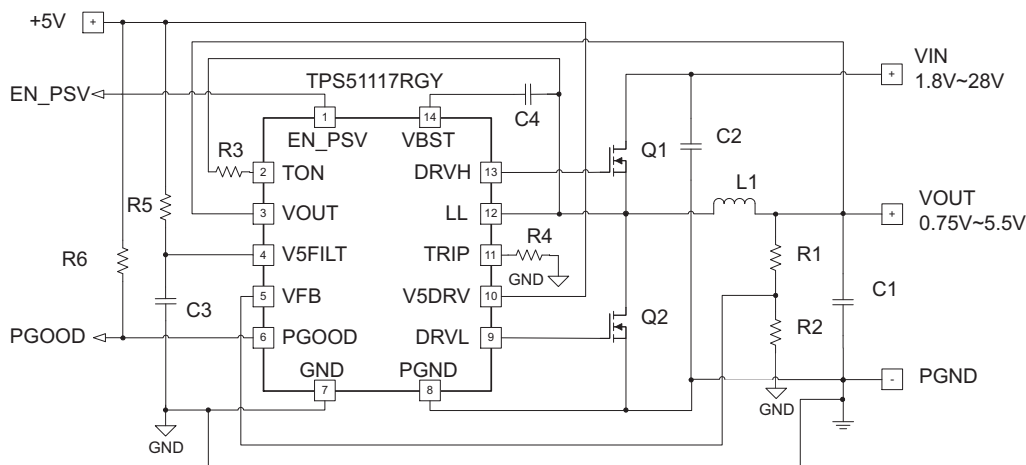 +5V
+
TPS51117RGY
VIN
1.8V~28V
+
EN_PSV
C4
1
14
EN_PSV
VBST
C2
R3
2
TON
DRVH
13
Q1
L1
R5
3
VOUT
LL
12
+
VOUT
0.75V~5.5V
R6
4
V5FILT
TRIP
11
R4
GND
R1
C3
5
VFB
V5DRV
10
C1
Q2
R2
PGOOD
6
PGOOD
DRVL
9
GND
PGND
7
8
-
PGND
GND
GND